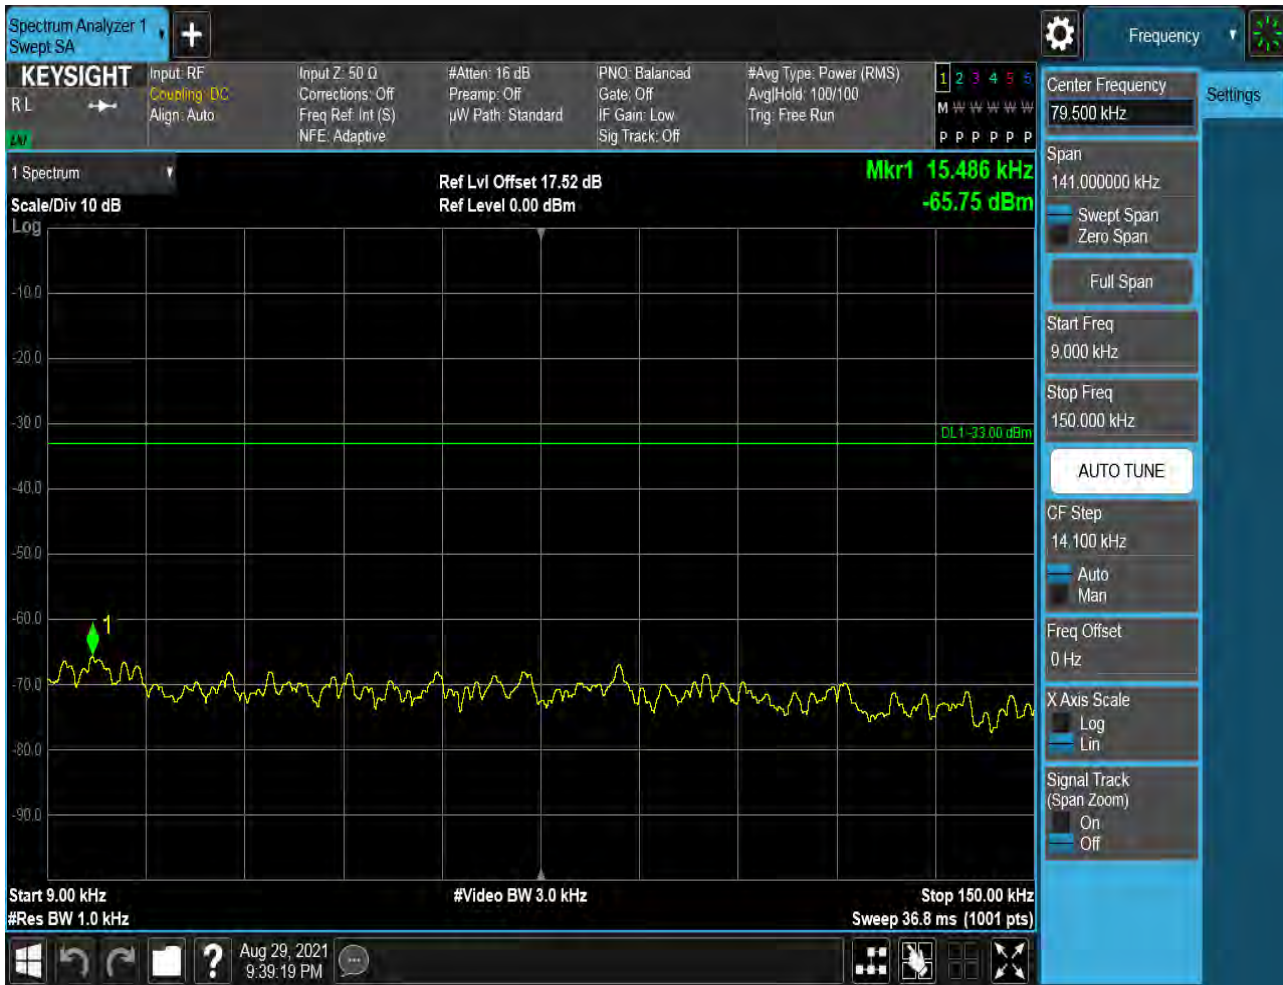 Spectrum Analyzer 1
Swept SA
Frequency
KEYSIGHT
R L
LNI
Input: RF
Coupling: DC
Align: Auto
Input Z: 50 Ω
Corrections: Off
Freq Ref: Int (S)
NFE: Adaptive
#Atten: 16 dB
Preamp: Off
µW Path: Standard
PNO: Balanced
Gate: Off
IF Gain: Low
Sig Track: Off
#Avg Type: Power (RMS)
Avg|Hold: 100/100
Trig: Free Run
1 2 3 4 5 6
M W W W W W
P P P P P P
1 Spectrum
Scale/Div 10 dB
Ref Lvl Offset 17.52 dB
Ref Level 0.00 dBm
Mkr1 15.486 kHz
-65.75 dBm
Log
-10.0
-20.0
-30.0
DL1 -33.00 dBm
-40.0
-50.0
-60.0
1
-70.0
-80.0
-90.0
Start 9.00 kHz
#Video BW 3.0 kHz
Stop 150.00 kHz
#Res BW 1.0 kHz
Sweep 36.8 ms (1001 pts)
Aug 29, 2021
9:39:19 PM
Center Frequency
79.500 kHz
Settings
Span
141.000000 kHz
Swept Span
Zero Span
Full Span
Start Freq
9.000 kHz
Stop Freq
150.000 kHz
AUTO TUNE
CF Step
14.100 kHz
Auto
Man
Freq Offset
0 Hz
X Axis Scale
Log
Lin
Signal Track
(Span Zoom)
On
Off